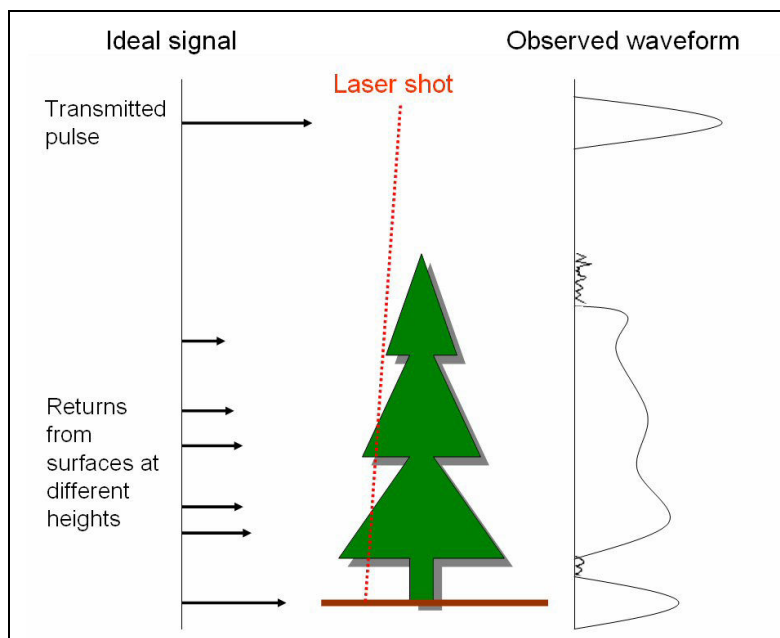 Ideal signal
Observed waveform
Laser shot
Transmitted
pulse
Returns
from
surfaces at
different
heights